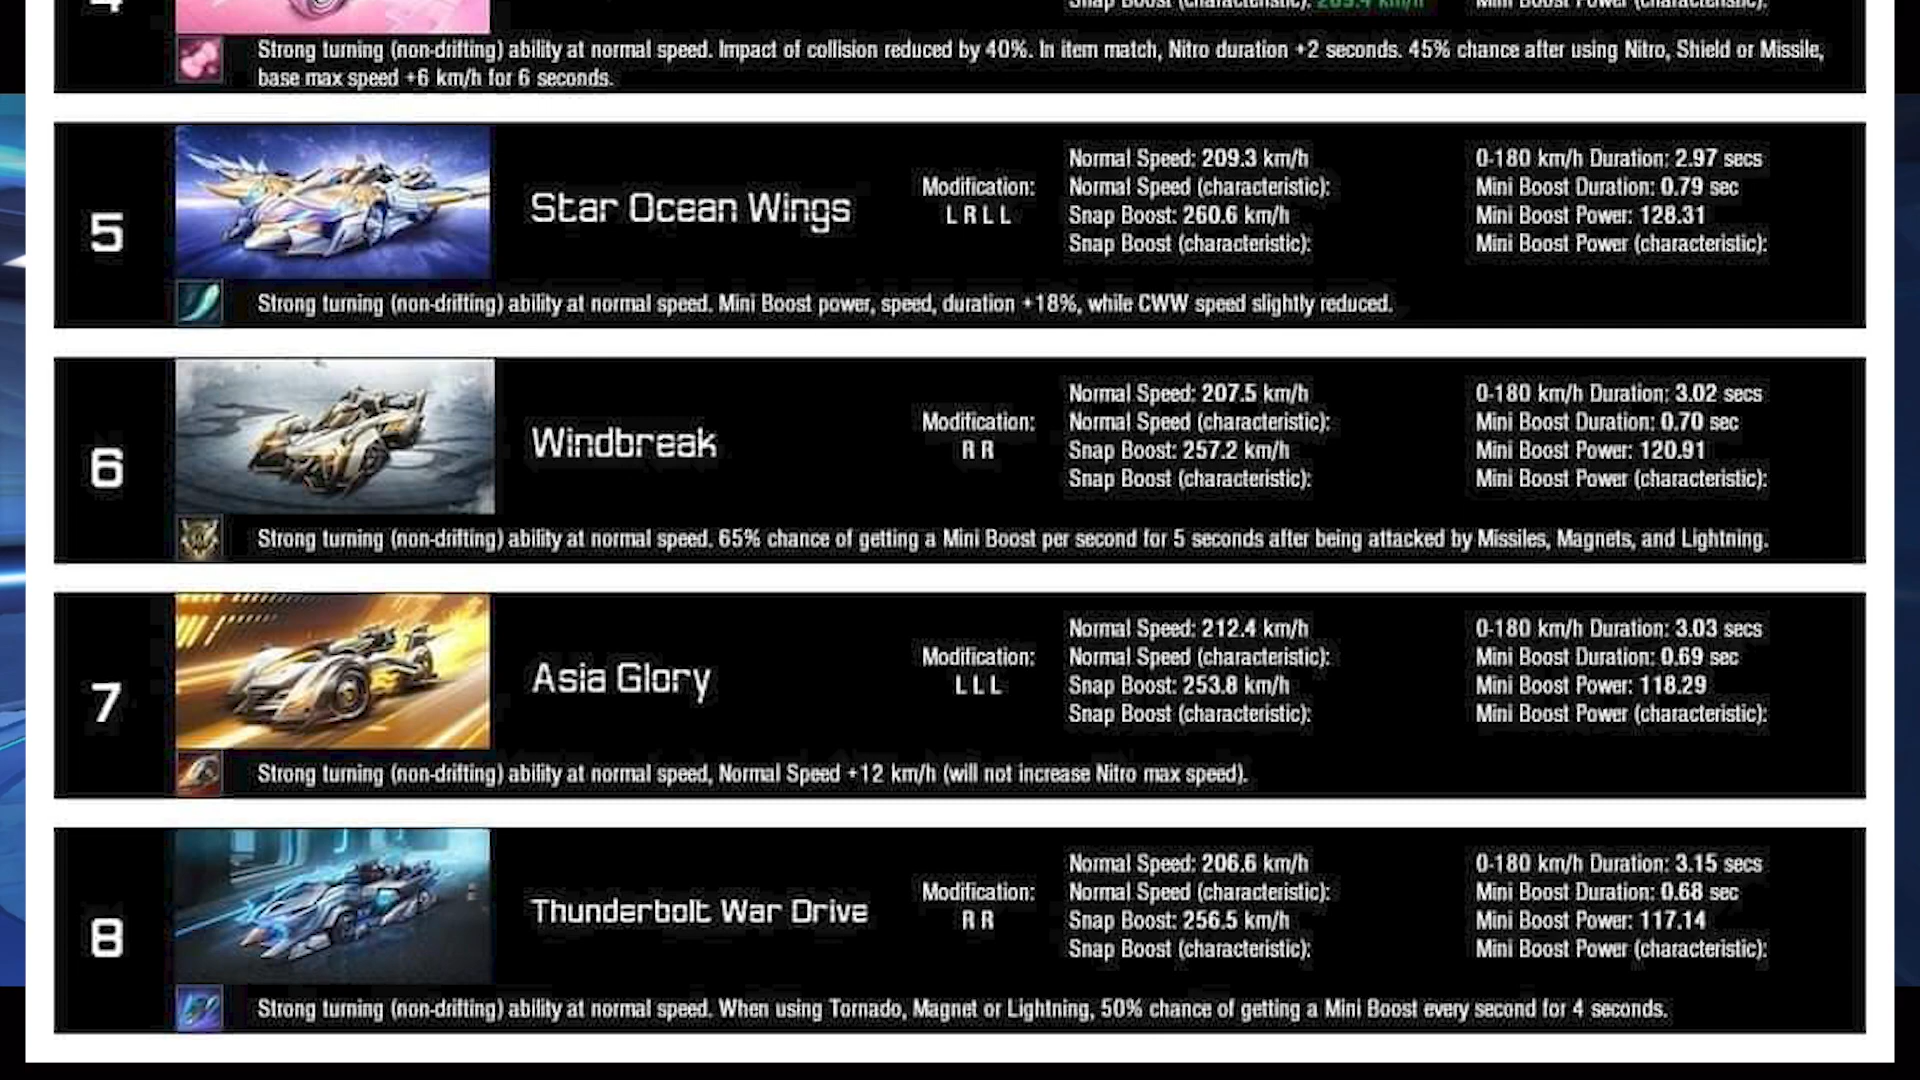 4
Snap Boost (characteristic): 269.4 km/h
Mini Boost Power (characteristic):
Strong turning (non-drifting) ability at normal speed. Impact of collision reduced by 40%. In item match, Nitro duration +2 seconds. 45% chance after using Nitro, Shield or Missile,
base max speed +6 km/h for 6 seconds.
5
Star Ocean Wings
Modification:
L R L L
Normal Speed: 209.3 km/h
Normal Speed (characteristic):
Snap Boost: 260.6 km/h
Snap Boost (characteristic):
0-180 km/h Duration: 2.97 secs
Mini Boost Duration: 0.79 sec
Mini Boost Power: 128.31
Mini Boost Power (characteristic):
Strong turning (non-drifting) ability at normal speed. Mini Boost power, speed, duration +18%, while CWW speed slightly reduced.
6
Windbreak
Modification:
R R
Normal Speed: 207.5 km/h
Normal Speed (characteristic):
Snap Boost: 257.2 km/h
Snap Boost (characteristic):
0-180 km/h Duration: 3.02 secs
Mini Boost Duration: 0.70 sec
Mini Boost Power: 120.91
Mini Boost Power (characteristic):
Strong turning (non-drifting) ability at normal speed. 65% chance of getting a Mini Boost per second for 5 seconds after being attacked by Missiles, Magnets, and Lightning.
7
Asia Glory
Modification:
L L L
Normal Speed: 212.4 km/h
Normal Speed (characteristic):
Snap Boost: 253.8 km/h
Snap Boost (characteristic):
0-180 km/h Duration: 3.03 secs
Mini Boost Duration: 0.69 sec
Mini Boost Power: 118.29
Mini Boost Power (characteristic):
Strong turning (non-drifting) ability at normal speed, Normal Speed +12 km/h (will not increase Nitro max speed).
8
Thunderbolt War Drive
Modification:
R R
Normal Speed: 206.6 km/h
Normal Speed (characteristic):
Snap Boost: 256.5 km/h
Snap Boost (characteristic):
0-180 km/h Duration: 3.15 secs
Mini Boost Duration: 0.68 sec
Mini Boost Power: 117.14
Mini Boost Power (characteristic):
Strong turning (non-drifting) ability at normal speed. When using Tornado, Magnet or Lightning, 50% chance of getting a Mini Boost every second for 4 seconds.